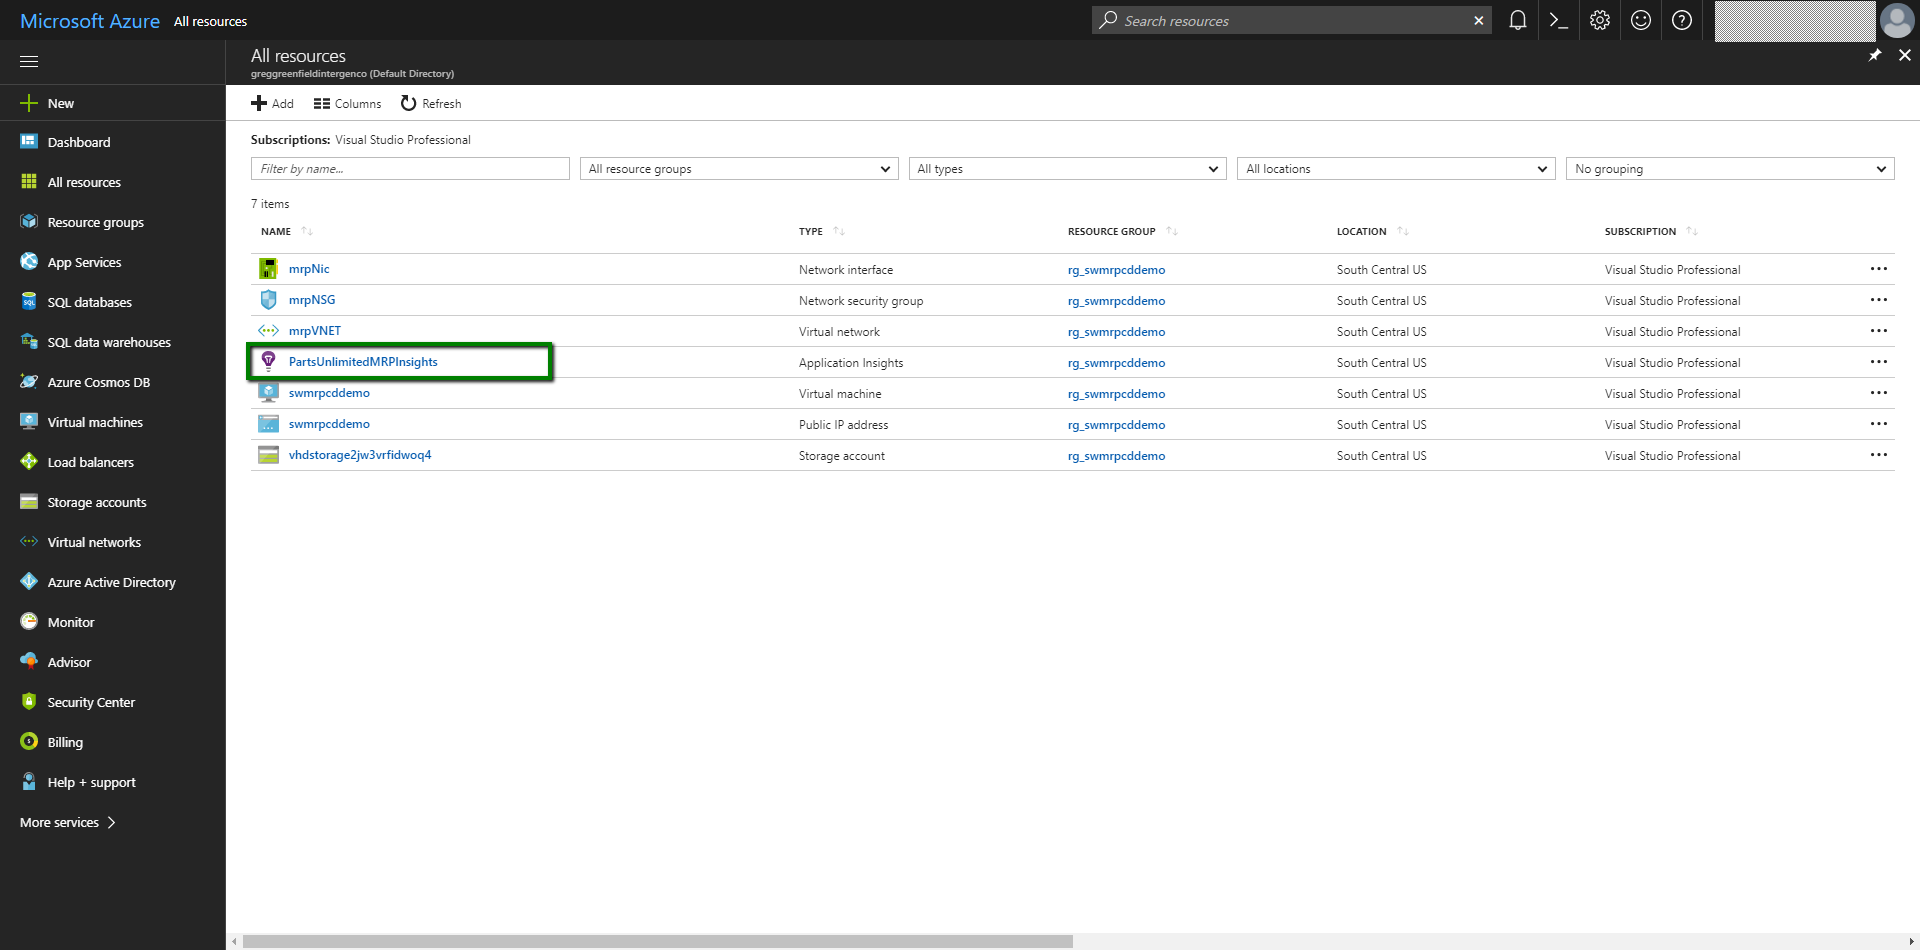 Microsoft Azure All resources
Search resources
All resources
greggreenfieldintergenco (Default Directory)
New
Dashboard
All resources
Resource groups
App Services
SQL databases
SQL data warehouses
Azure Cosmos DB
Virtual machines
Load balancers
Storage accounts
Virtual networks
Azure Active Directory
Monitor
Advisor
Security Center
Billing
Help + support
More services
Add Columns Refresh
Subscriptions: Visual Studio Professional
Filter by name... All resource groups All types All locations No grouping
7 items
NAME TYPE RESOURCE GROUP LOCATION SUBSCRIPTION
mrpNic Network interface rg_swmrpcddemo South Central US Visual Studio Professional
mrpNSG Network security group rg_swmrpcddemo South Central US Visual Studio Professional
mrpVNET Virtual network rg_swmrpcddemo South Central US Visual Studio Professional
PartsUnlimitedMRPInsights Application Insights rg_swmrpcddemo South Central US Visual Studio Professional
swmrpcddemo Virtual machine rg_swmrpcddemo South Central US Visual Studio Professional
swmrpcddemo Public IP address rg_swmrpcddemo South Central US Visual Studio Professional
vhdstorage2jw3vrfidwoq4 Storage account rg_swmrpcddemo South Central US Visual Studio Professional